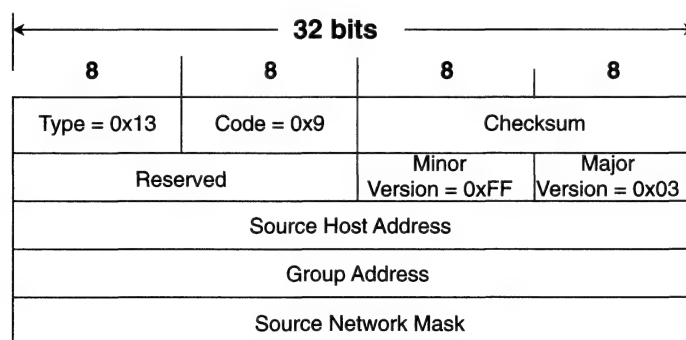 32 bits
8 8 8 8
Type = 0x13 Code = 0x9 Checksum
Reserved Minor Version = 0xFF Major Version = 0x03
Source Host Address
Group Address
Source Network Mask